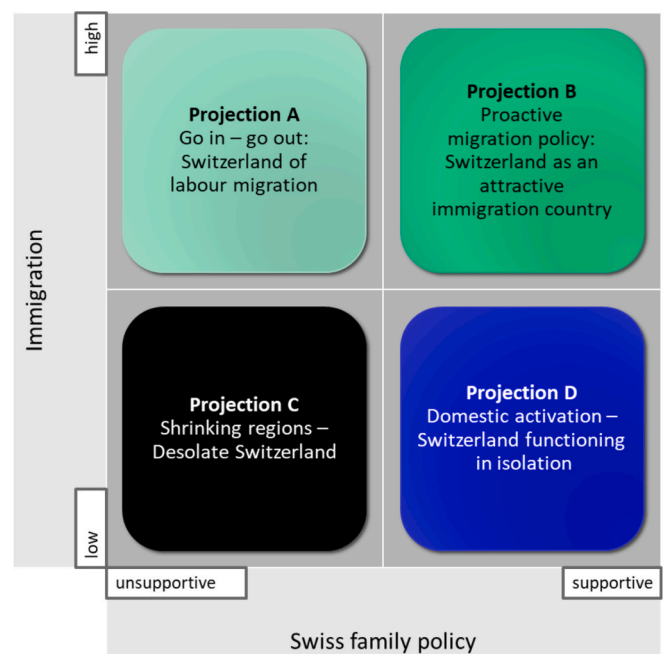 high
Projection A
Go in – go out:
Switzerland of
labour migration
Projection B
Proactive
migration policy:
Switzerland as an
attractive
immigration country
Immigration
Projection C
Shrinking regions –
Desolate Switzerland
Projection D
Domestic activation –
Switzerland functioning
in isolation
low
unsupportive
supportive
Swiss family policy